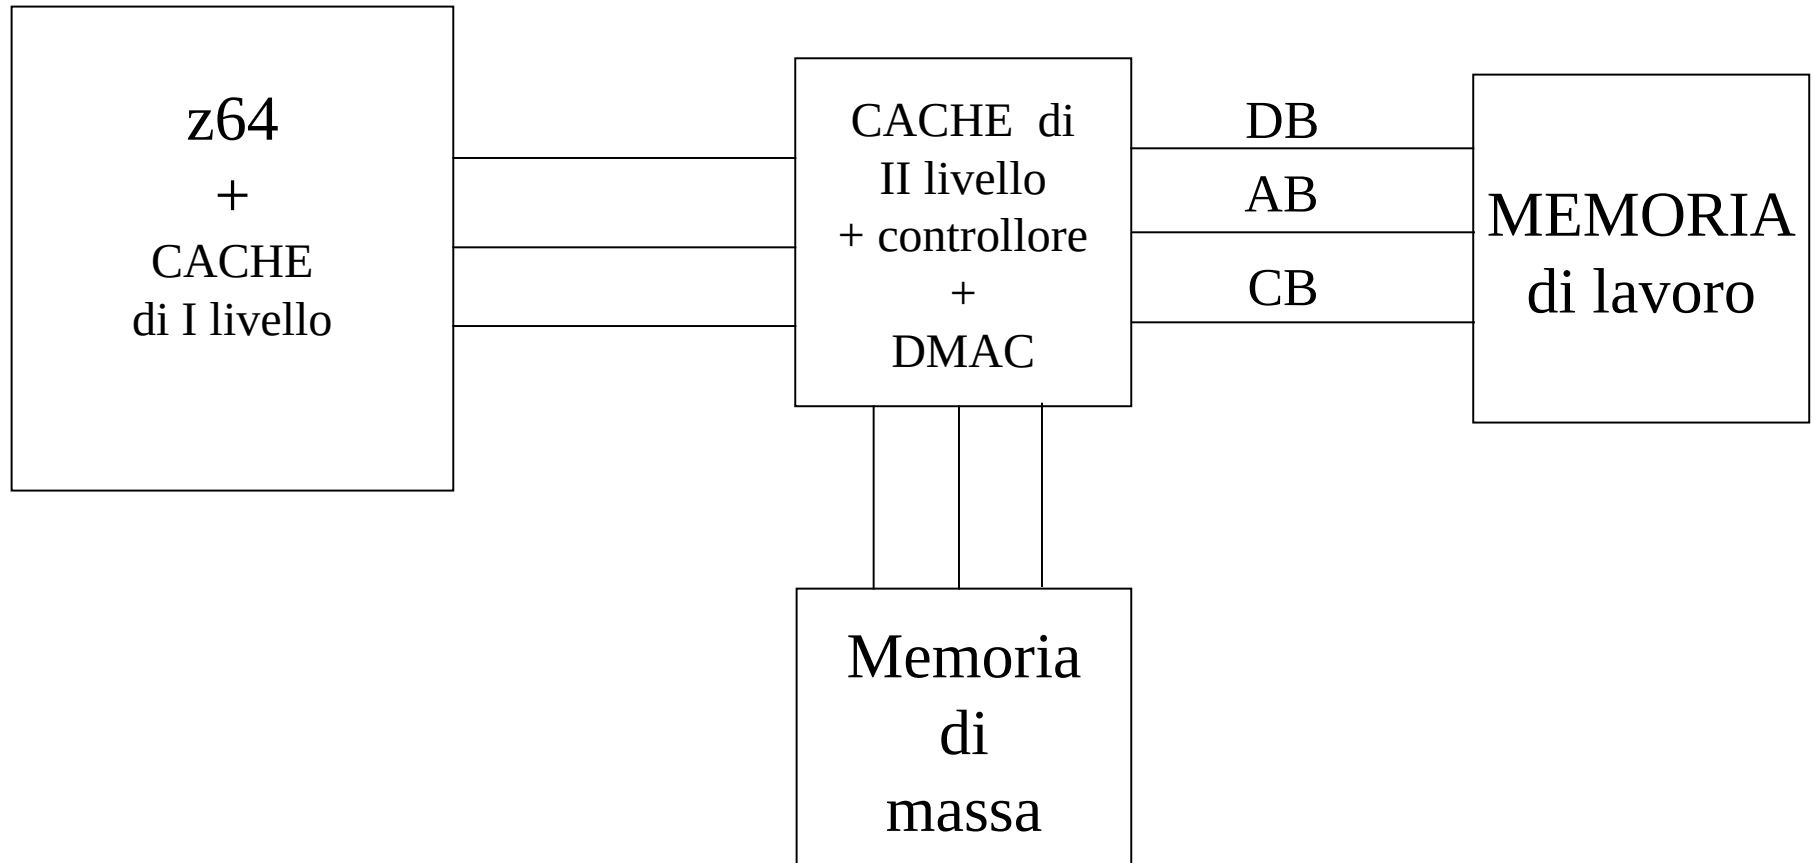 z64
+
CACHE
di I livello
CACHE di
II livello
+ controllore
+
DMAC
DB
AB
CB
MEMORIA
di lavoro
Memoria
di
massa